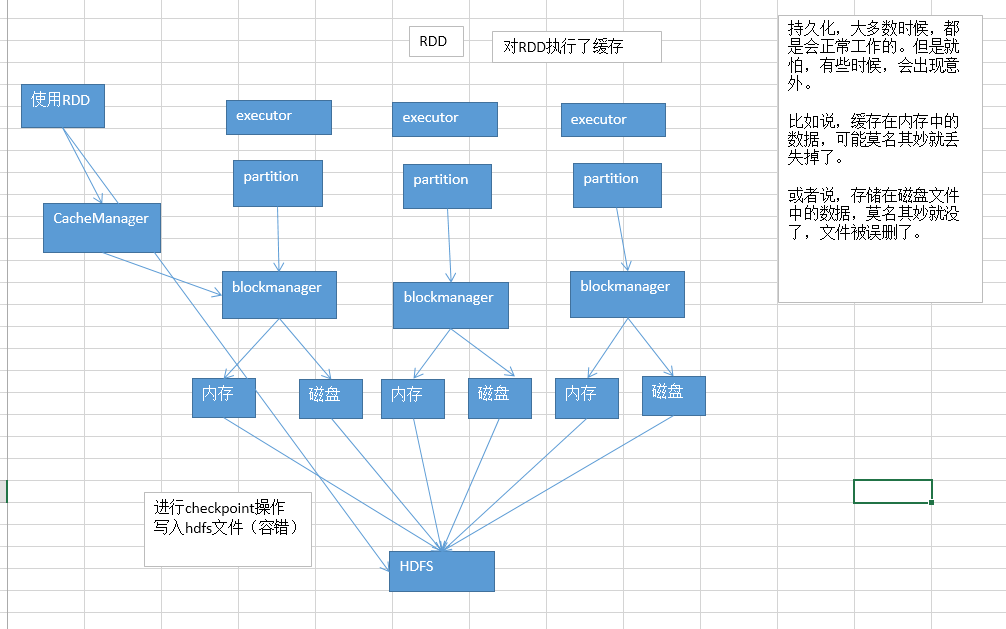 RDD
对RDD执行了缓存
持久化，大多数时候，都
是会正常工作的。但是就
怕，有些时候，会出现意
外。
比如说，缓存在内存中的
数据，可能莫名其妙就丢
失掉了。
或者说，存储在磁盘文件
中的数据，莫名其妙就没
了，文件被误删了。
使用RDD
executor
executor
executor
partition
partition
partition
CacheManager
blockmanager
blockmanager
blockmanager
内存
磁盘
内存
磁盘
内存
磁盘
进行checkpoint操作
写入hdfs文件（容错）
HDFS